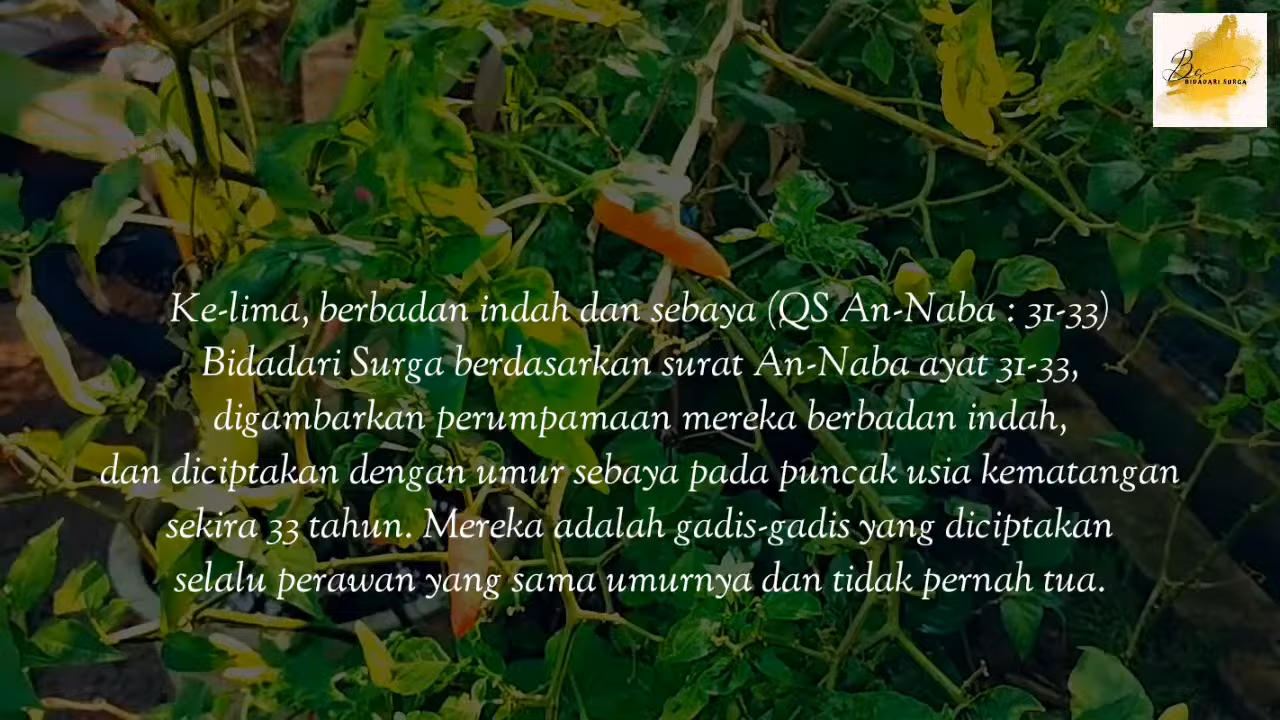 Bs
BIDADARI SURGA
Ke-lima, berbadan indah dan sebaya (QS An-Naba : 31-33)
Bidadari Surga berdasarkan surat An-Naba ayat 31-33,
digambarkan perumpamaan mereka berbadan indah,
dan diciptakan dengan umur sebaya pada puncak usia kematangan
sekira 33 tahun. Mereka adalah gadis-gadis yang diciptakan
selalu perawan yang sama umurnya dan tidak pernah tua.